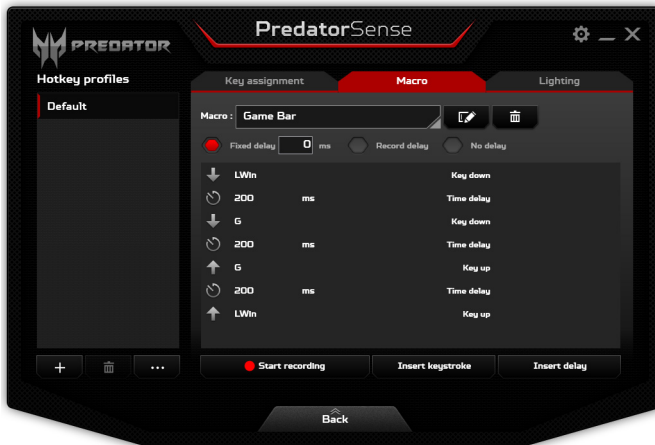 PREDATOR
PredatorSense
Hotkey profiles
Default
Key assignment
Macro
Lighting
Macro :
Game Bar
Fixed delay 0 ms
Record delay
No delay
LWin Key down
200 ms Time delay
G Key down
200 ms Time delay
G Key up
200 ms Time delay
LWin Key up
+
...
Start recording
Insert keystroke
Insert delay
Back